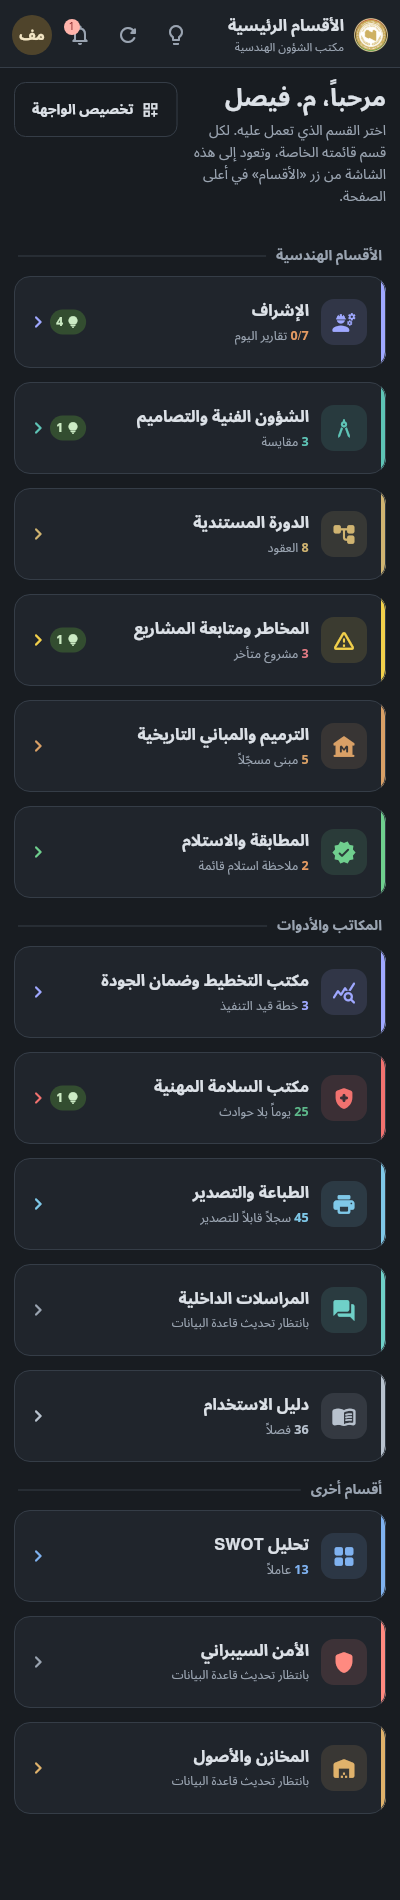 الأقسام الرئيسية
مكتب الشؤون الهندسية
1
مف
مرحباً، م. فيصل
اختر القسم الذي تعمل عليه. لكل
قسم قائمته الخاصة، وتعود إلى هذه
الشاشة من زر «الأقسام» في أعلى
الصفحة.
تخصيص الواجهة
الأقسام الهندسية
الإشراف
0/7 تقارير اليوم
4
الشؤون الفنية والتصاميم
3 مقايسة
1
الدورة المستندية
8 العقود
المخاطر ومتابعة المشاريع
3 مشروع متأخر
1
الترميم والمباني التاريخية
5 مبنى مسجّلاً
المطابقة والاستلام
2 ملاحظة استلام قائمة
المكاتب والأدوات
مكتب التخطيط وضمان الجودة
3 خطة قيد التنفيذ
مكتب السلامة المهنية
25 يوماً بلا حوادث
1
الطباعة والتصدير
45 سجلاً قابلاً للتصدير
المراسلات الداخلية
بانتظار تحديث قاعدة البيانات
دليل الاستخدام
36 فصلاً
أقسام أخرى
تحليل SWOT
13 عاملاً
الأمن السيبراني
بانتظار تحديث قاعدة البيانات
المخازن والأصول
بانتظار تحديث قاعدة البيانات